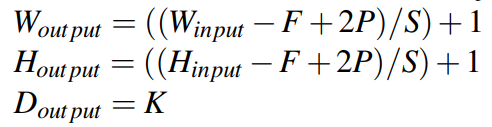 W_output = ((W_input − F + 2P)/S) + 1
H_output = ((H_input − F + 2P)/S) + 1
D_output = K